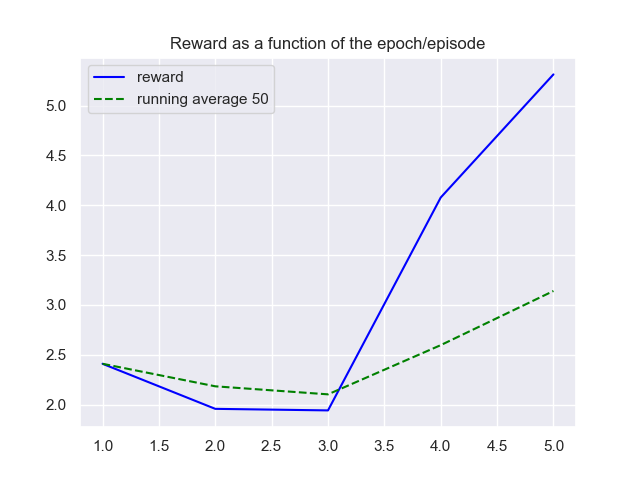 Reward as a function of the epoch/episode
reward
running average 50
5.0
4.5
4.0
3.5
3.0
2.5
2.0
1.0 1.5 2.0 2.5 3.0 3.5 4.0 4.5 5.0